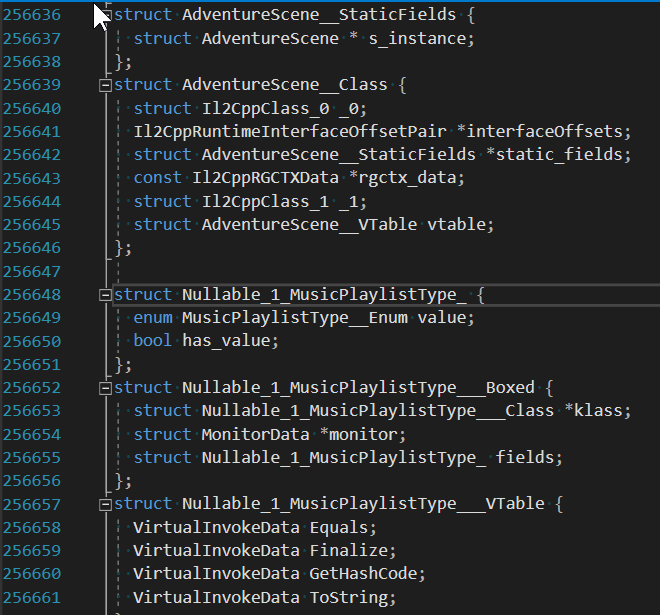 256636 struct AdventureScene__StaticFields {
256637 struct AdventureScene * s_instance;
256638 };
256639 struct AdventureScene__Class {
256640 struct Il2CppClass_0 _0;
256641 Il2CppRuntimeInterfaceOffsetPair *interfaceOffsets;
256642 struct AdventureScene__StaticFields *static_fields;
256643 const Il2CppRGCTXData *rgctx_data;
256644 struct Il2CppClass_1 _1;
256645 struct AdventureScene__VTable vtable;
256646 };
256647
256648 struct Nullable_1_MusicPlaylistType_ {
256649 enum MusicPlaylistType__Enum value;
256650 bool has_value;
256651 };
256652 struct Nullable_1_MusicPlaylistType___Boxed {
256653 struct Nullable_1_MusicPlaylistType___Class *klass;
256654 struct MonitorData *monitor;
256655 struct Nullable_1_MusicPlaylistType_ fields;
256656 };
256657 struct Nullable_1_MusicPlaylistType___VTable {
256658 VirtualInvokeData Equals;
256659 VirtualInvokeData Finalize;
256660 VirtualInvokeData GetHashCode;
256661 VirtualInvokeData ToString;